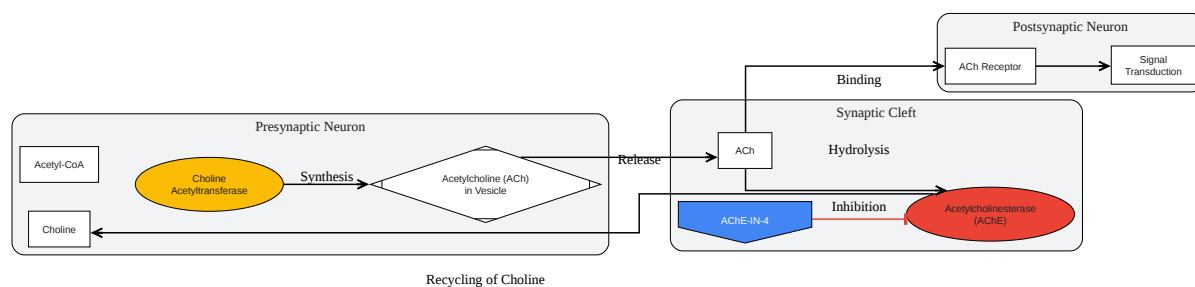 Postsynaptic Neuron
ACh Receptor
Signal
Transduction
Binding
Synaptic Cleft
Presynaptic Neuron
Acetyl-CoA
Choline
Acetyltransferase
Synthesis
Acetylcholine (ACh)
in Vesicle
Release
ACh
Hydrolysis
Choline
AChE-IN-4
Inhibition
Acetylcholinesterase
(AChE)
Recycling of Choline